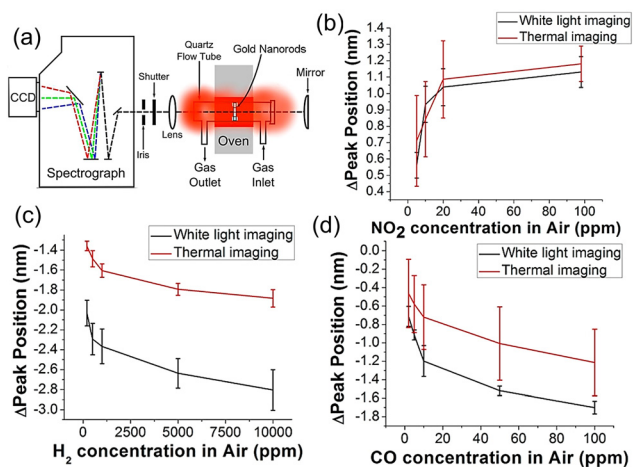 (a)
Quartz
Flow Tube
Gold Nanorods
Shutter
Mirror
CCD
Iris
Lens
Oven
Spectrograph
Gas
Outlet
Gas
Inlet
(b)
White light imaging
Thermal imaging
ΔPeak Position (nm)
1.4
1.3
1.2
1.1
1.0
0.9
0.8
0.7
0.6
0.5
0.4
0 20 40 60 80 100
NO2 concentration in Air (ppm)
(c)
White light imaging
Thermal imaging
ΔPeak Position (nm)
-1.4
-1.6
-1.8
-2.0
-2.2
-2.4
-2.6
-2.8
-3.0
0 2500 5000 7500 10000
H2 concentration in Air (ppm)
(d)
White light imaging
Thermal imaging
ΔPeak Position (nm)
0.0
-0.2
-0.4
-0.6
-0.8
-1.0
-1.2
-1.4
-1.6
-1.8
0 20 40 60 80 100
CO concentration in Air (ppm)